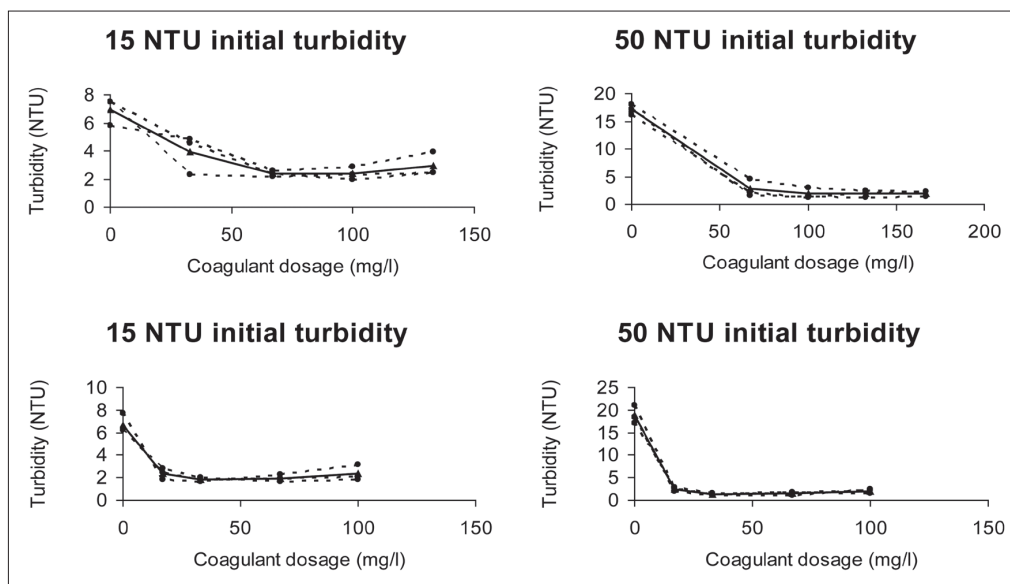 15 NTU initial turbidity
Turbidity (NTU)
8
6
4
2
0
0 50 100 150
Coagulant dosage (mg/l)
50 NTU initial turbidity
Turbidity (NTU)
20
15
10
5
0
0 50 100 150 200
Coagulant dosage (mg/l)
15 NTU initial turbidity
Turbidity (NTU)
10
8
6
4
2
0
0 50 100 150
Coagulant dosage (mg/l)
50 NTU initial turbidity
Turbidity (NTU)
25
20
15
10
5
0
0 50 100 150
Coagulant dosage (mg/l)